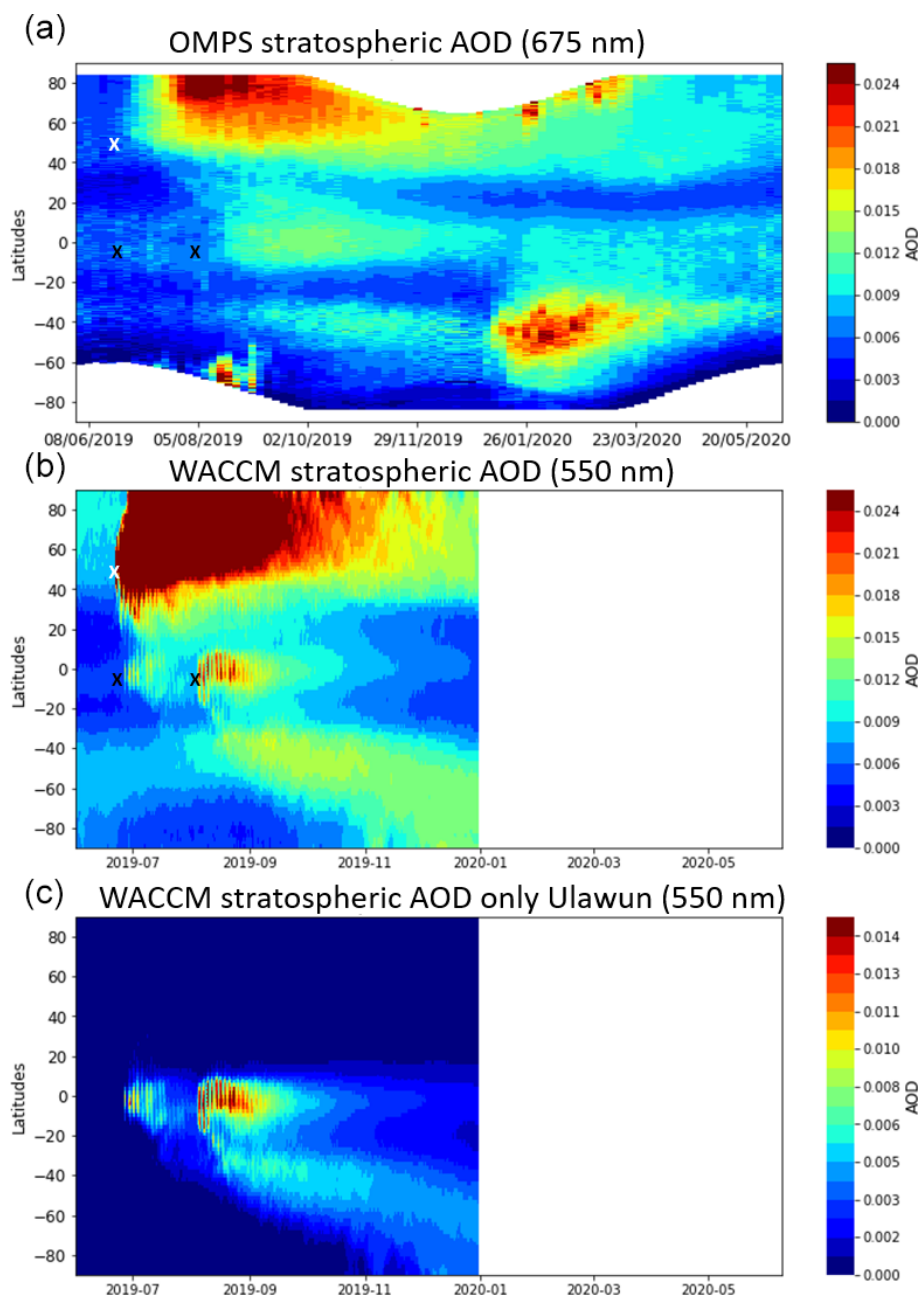 (a)
OMPS stratospheric AOD (675 nm)
80
60
40
20
0
−20
−40
−60
−80
Latitudes
X
X
X
08/06/2019 05/08/2019 02/10/2019 29/11/2019 26/01/2020 23/03/2020 20/05/2020
0.024
0.021
0.018
0.015
0.012
0.009
0.006
0.003
0.000
AOD
(b)
WACCM stratospheric AOD (550 nm)
80
60
40
20
0
−20
−40
−60
−80
Latitudes
X
X
X
2019-07 2019-09 2019-11 2020-01 2020-03 2020-05
0.024
0.021
0.018
0.015
0.012
0.009
0.006
0.003
0.000
AOD
(c)
WACCM stratospheric AOD only Ulawun (550 nm)
80
60
40
20
0
−20
−40
−60
−80
Latitudes
2019-07 2019-09 2019-11 2020-01 2020-03 2020-05
0.014
0.013
0.011
0.010
0.008
0.006
0.005
0.003
0.002
0.000
AOD